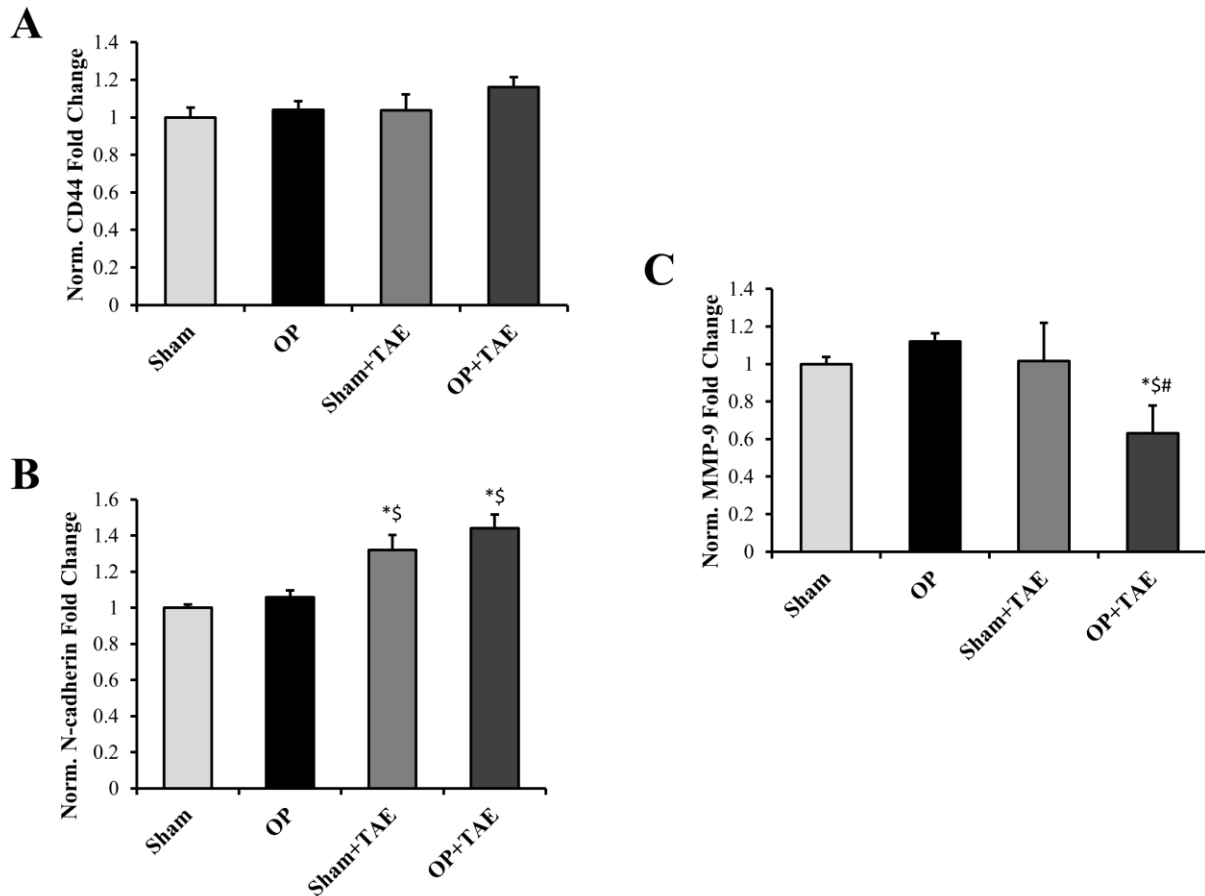 A
Norm. CD44 Fold Change
1.4
1.2
1
0.8
0.6
0.4
0.2
0
Sham
OP
Sham+TAE
OP+TAE
B
Norm. N-cadherin Fold Change
1.6
1.4
1.2
1
0.8
0.6
0.4
0.2
0
*$
*$
Sham
OP
Sham+TAE
OP+TAE
C
Norm. MMP-9 Fold Change
1.4
1.2
1
0.8
0.6
0.4
0.2
0
*$#
Sham
OP
Sham+TAE
OP+TAE